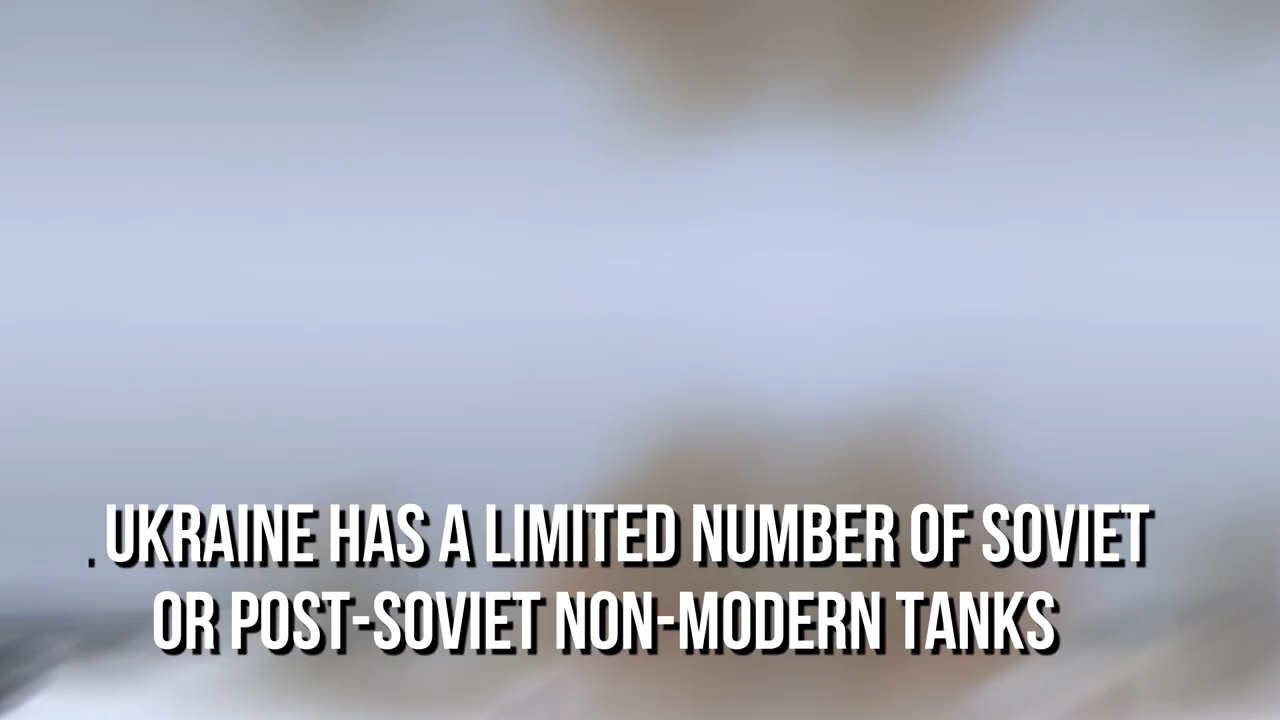 . UKRAINE HAS A LIMITED NUMBER OF SOVIET
OR POST-SOVIET NON-MODERN TANKS